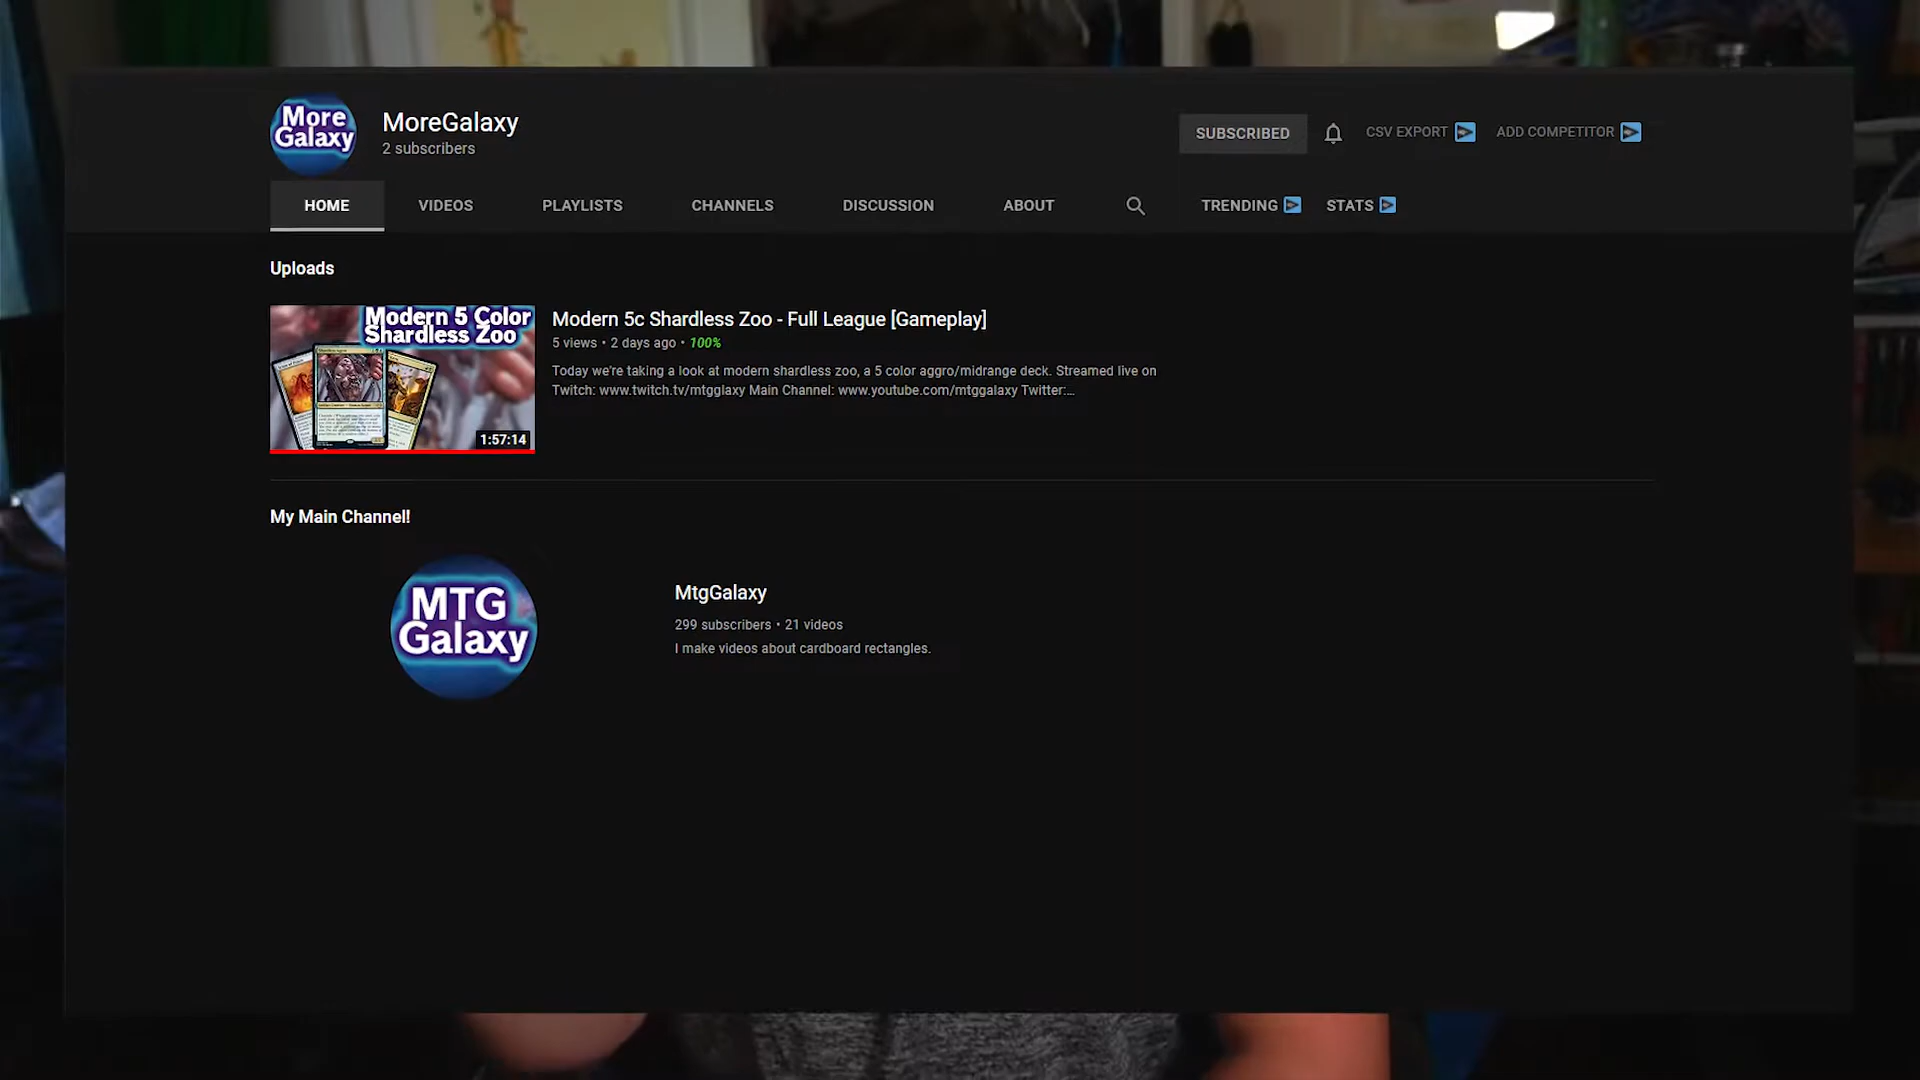 More
Galaxy
MoreGalaxy
2 subscribers
SUBSCRIBED
CSV EXPORT
ADD COMPETITOR
HOME
VIDEOS
PLAYLISTS
CHANNELS
DISCUSSION
ABOUT
TRENDING
STATS
Uploads
Modern 5 Color
Shardless Zoo
1:57:14
Modern 5c Shardless Zoo - Full League [Gameplay]
5 views • 2 days ago • 100%
Today we're taking a look at modern shardless zoo, a 5 color aggro/midrange deck. Streamed live on
Twitch: www.twitch.tv/mtgglaxy Main Channel: www.youtube.com/mtggalaxy Twitter:...
My Main Channel!
MTG
Galaxy
MtgGalaxy
299 subscribers • 21 videos
I make videos about cardboard rectangles.